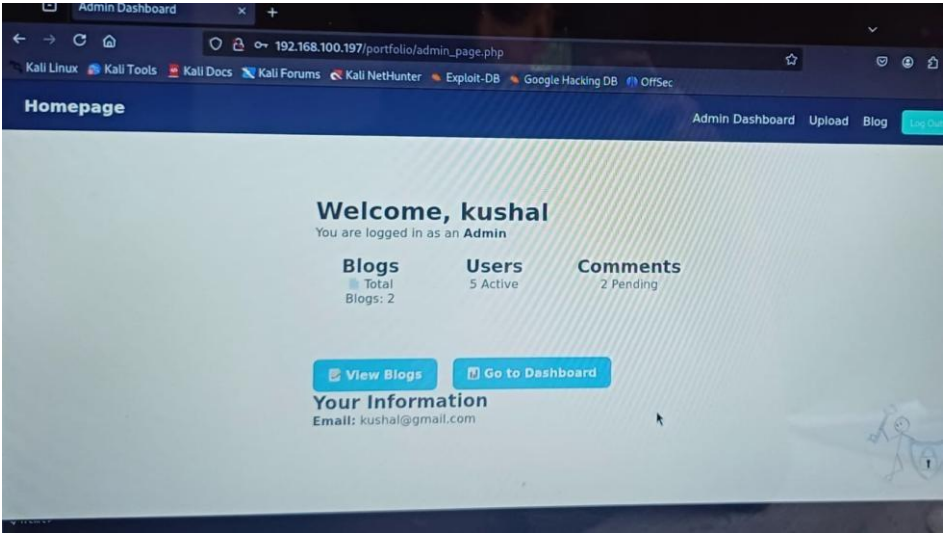 Admin Dashboard
192.168.100.197/portfolio/admin_page.php
Kali Linux Kali Tools Kali Docs Kali Forums Kali NetHunter Exploit-DB Google Hacking DB OffSec
Homepage Admin Dashboard Upload Blog Log Out
Welcome, kushal
You are logged in as an Admin
Blogs Users Comments
Total 5 Active 2 Pending
Blogs: 2
View Blogs Go to Dashboard
Your Information
Email: kushal@gmail.com